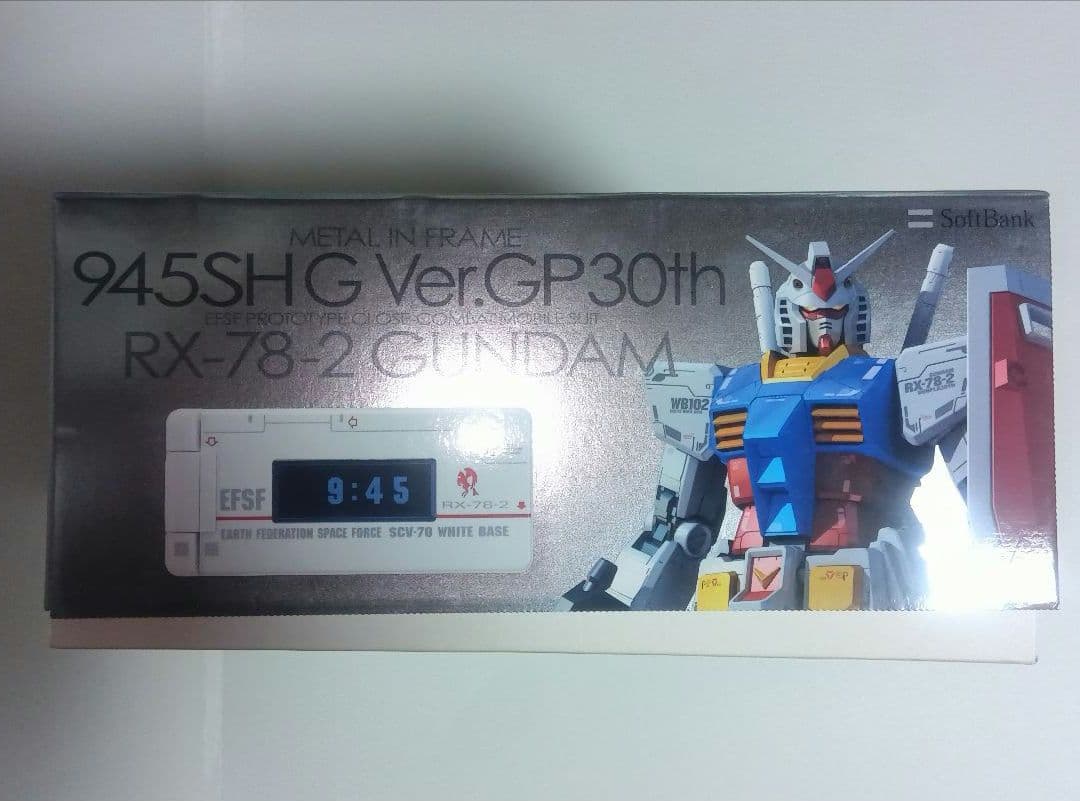 SoftBank
METAL IN FRAME
945SH G Ver.GP30th
EFSF PROTOTYPE CLOSE-COMBAT MOBILE SUIT
RX-78-2 GUNDAM
WB102
RX-78-2
EFSF
9:45
RX-78-2
EARTH FEDERATION SPACE FORCE SCV-70 WHITE BASE